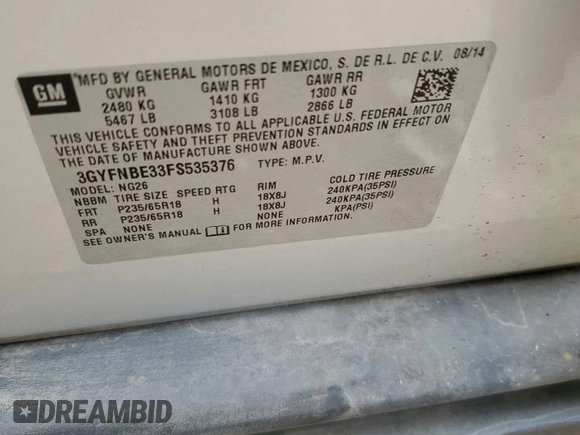 GM
MFD BY GENERAL MOTORS DE MEXICO, S. DE R.L. DE C.V. 08/14
GVWR GAWR FRT GAWR RR
2480 KG 1410 KG 1300 KG
5467 LB 3108 LB 2866 LB
THIS VEHICLE CONFORMS TO ALL APPLICABLE U.S. FEDERAL MOTOR
VEHICLE SAFETY AND THEFT PREVENTION STANDARDS IN EFFECT ON
THE DATE OF MANUFACTURE SHOWN ABOVE.
3GYFNBE33FS535376 TYPE: M.P.V.
MODEL: NG26
NBBM TIRE SIZE SPEED RTG RIM COLD TIRE PRESSURE
FRT P235/65R18 H 18X8J 240KPA(35PSI)
RR P235/65R18 H 18X8J 240KPA(35PSI)
SPA NONE NONE KPA(PSI)
SEE OWNER'S MANUAL FOR MORE INFORMATION.
DREAMBID